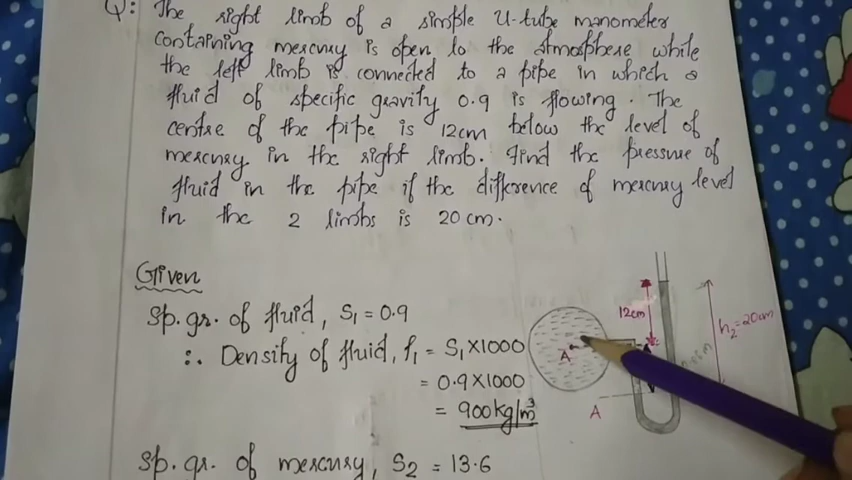 Q: The right limb of a simple U-tube manometer
containing mercury is open to the atmosphere while
the left limb is connected to a pipe in which a
fluid of specific gravity 0.9 is flowing. The
centre of the pipe is 12cm below the level of
mercury in the right limb. Find the pressure of
fluid in the pipe if the difference of mercury level
in the 2 limbs is 20 cm.
Given
Sp. gr. of fluid, S₁ = 0.9
∴ Density of fluid, ρ₁ = S₁ X 1000
= 0.9 X 1000
= 900 kg/m³
Sp. gr. of mercury, S₂ = 13.6
12cm
h₂=20cm
A
A